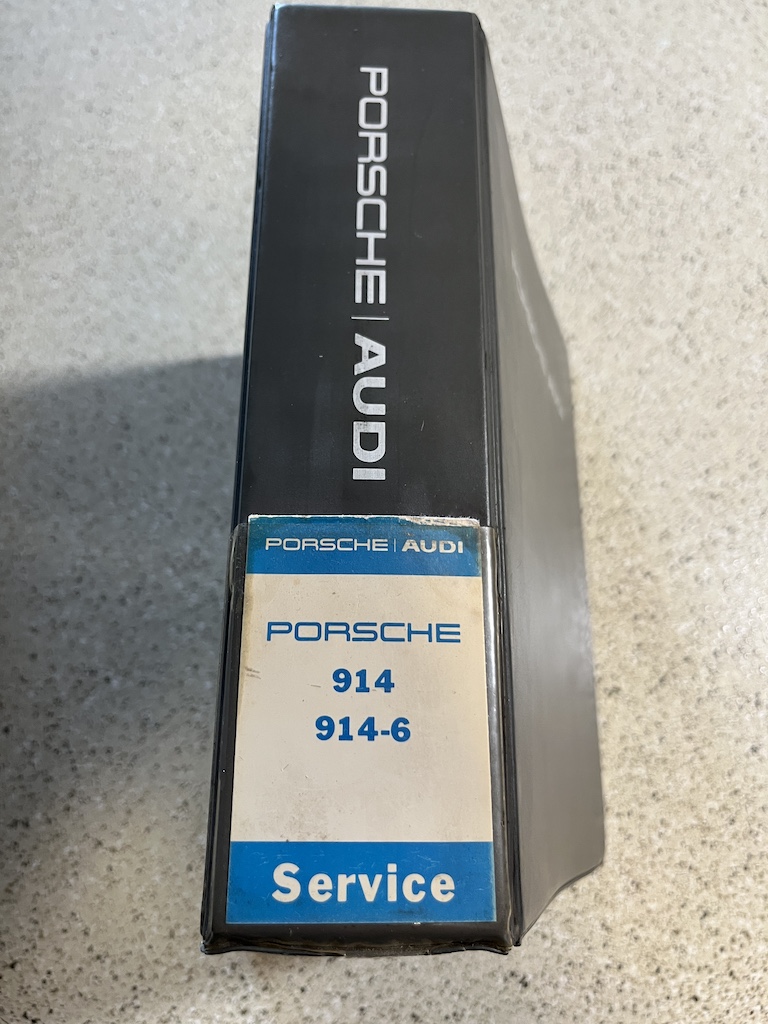 PORSCHE | AUDI
PORSCHE | AUDI
PORSCHE
914
914-6
Service